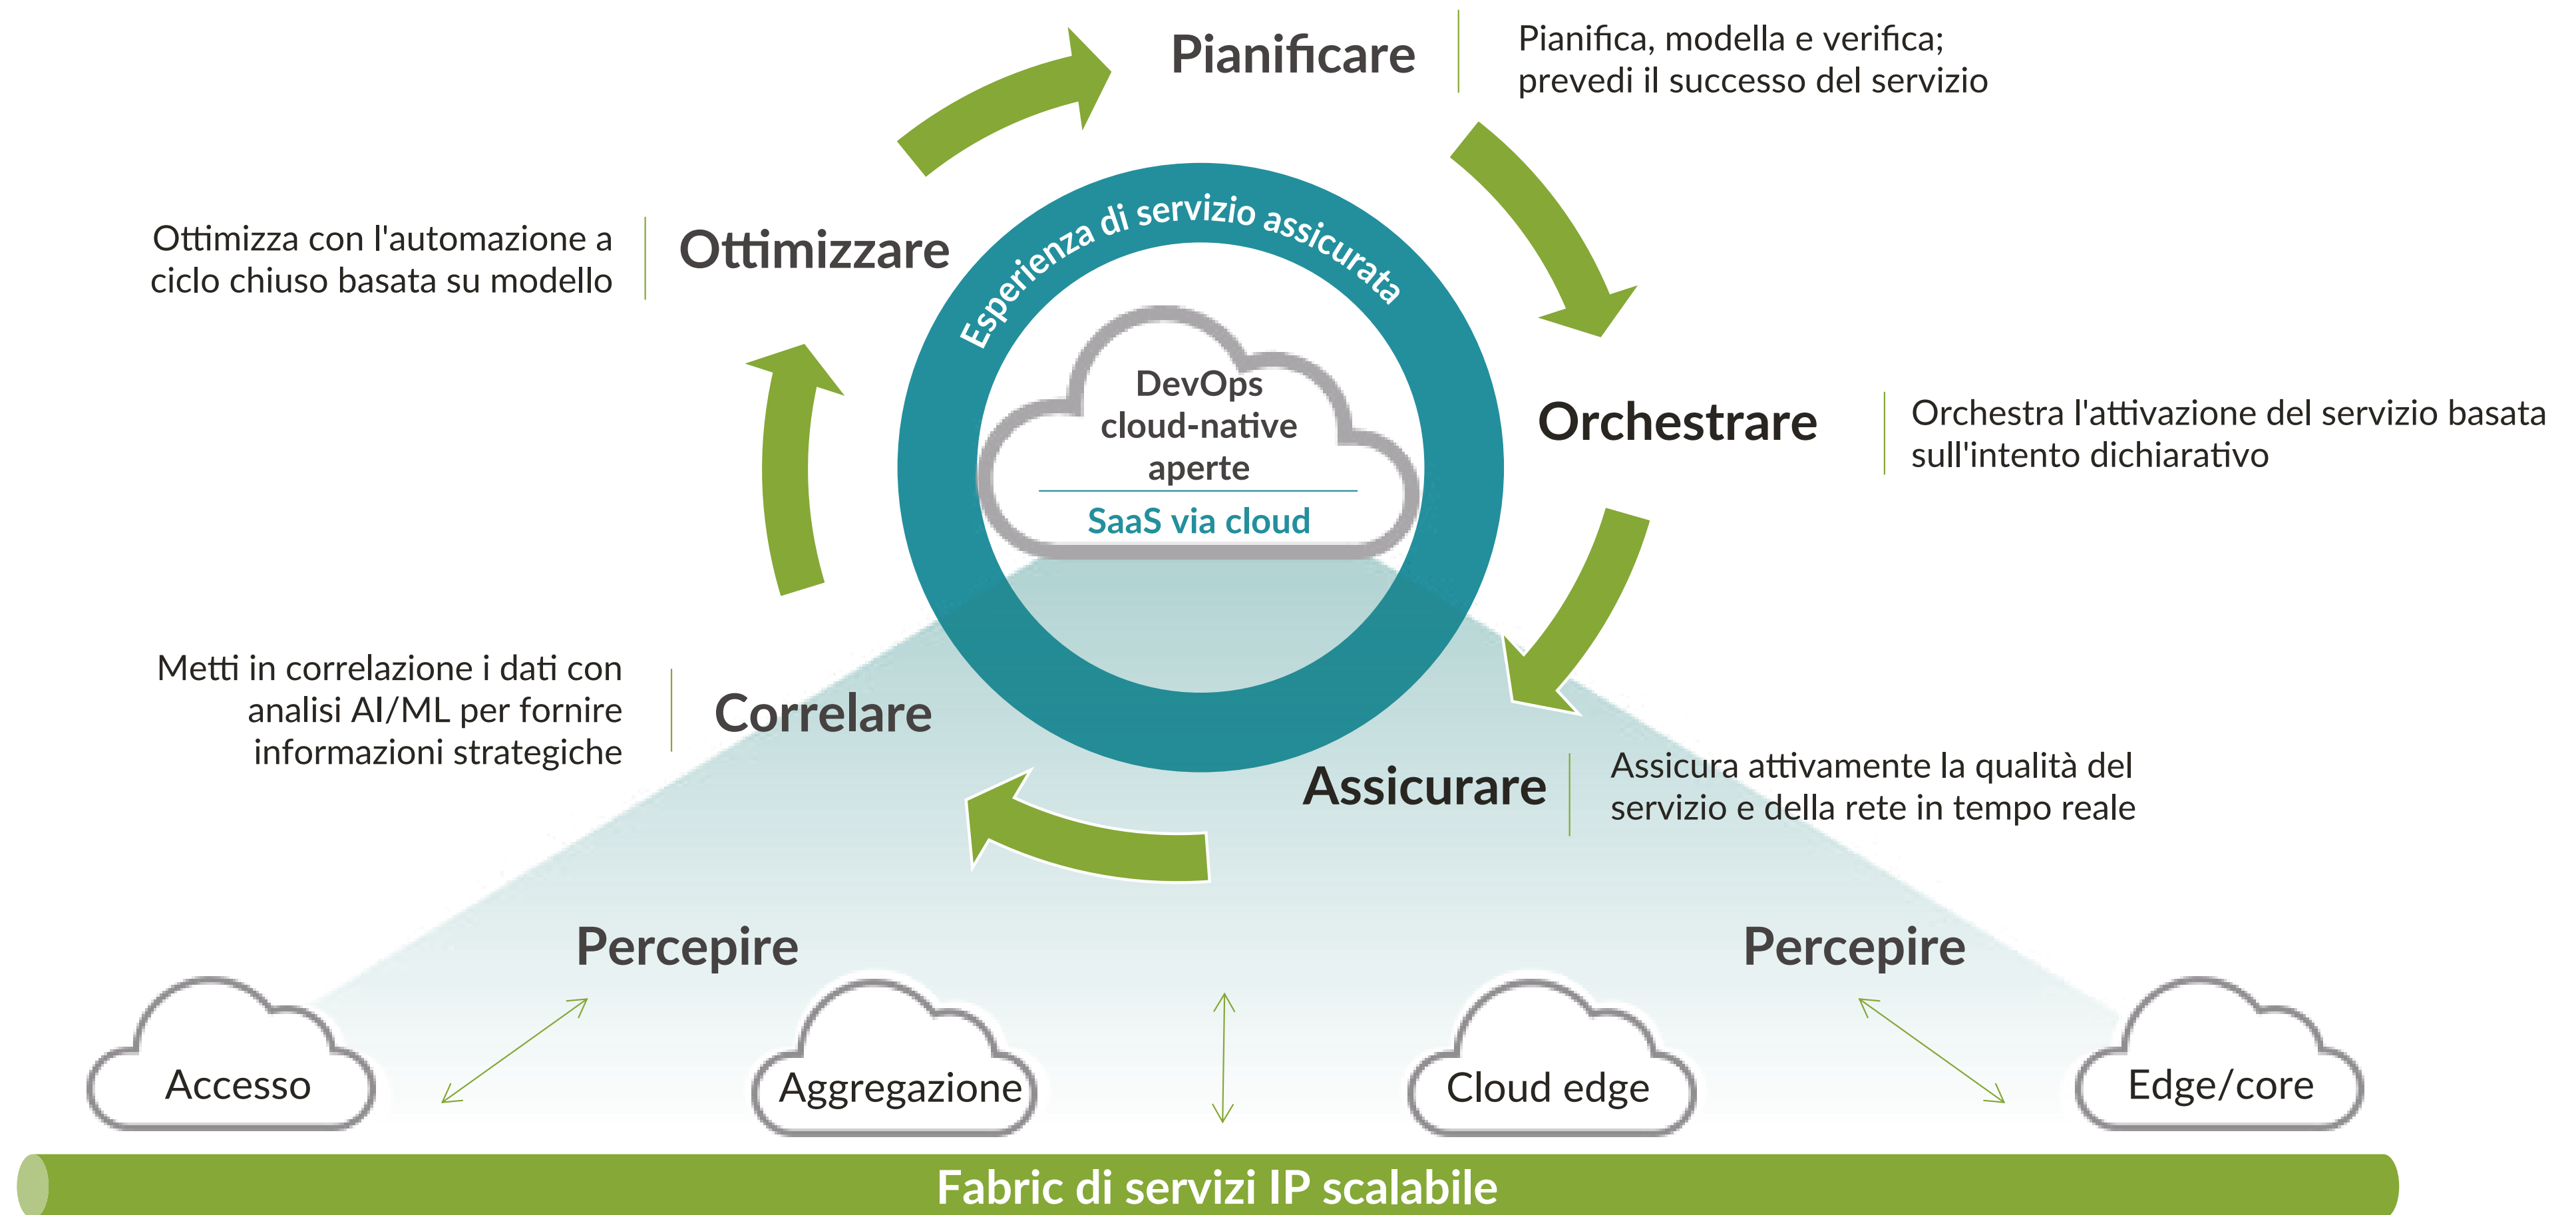 Pianificare
Pianifica, modella e verifica;
prevedi il successo del servizio
Ottimizza con l'automazione a
ciclo chiuso basata su modello
Ottimizzare
Esperienza di servizio assicurata
DevOps
cloud-native
aperte
SaaS via cloud
Orchestrare
Orchestra l'attivazione del servizio basata
sull'intento dichiarativo
Metti in correlazione i dati con
analisi AI/ML per fornire
informazioni strategiche
Correlare
Assicurare
Assicura attivamente la qualità del
servizio e della rete in tempo reale
Percepire
Percepire
Accesso
Aggregazione
Cloud edge
Edge/core
Fabric di servizi IP scalabile